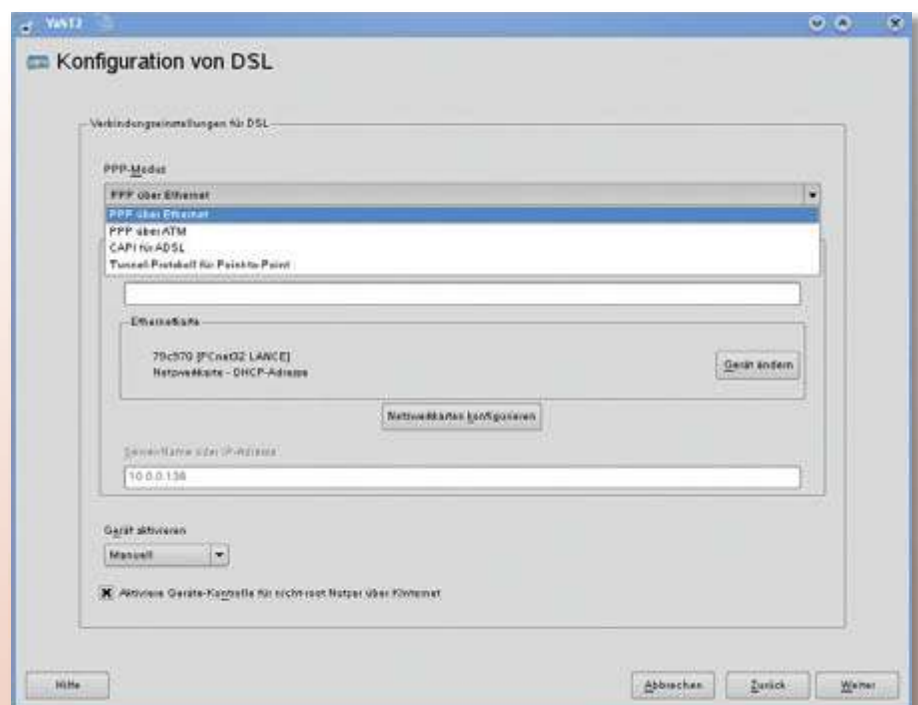 YaST2
Konfiguration von DSL
Verbindungseinstellungen für DSL
PPP-Modus
PPP über Ethernet
PPP über Ethernet
PPP über ATM
CAPI für ADSL
Tunnel-Protokoll für Point-to-Point
Ethernetkarte
79c970 [PCnet32 LANCE]
Netzwerkkarte - DHCP-Adresse
Gerät ändern
Netzwerkkarten konfigurieren
Server-Name oder IP-Adresse
10.0.0.138
Gerät aktivieren
Manuell
Aktiviere Geräte-Kontrolle für nicht-root Nutzer über KInternet
Hilfe
Abbrechen
Zurück
Weiter